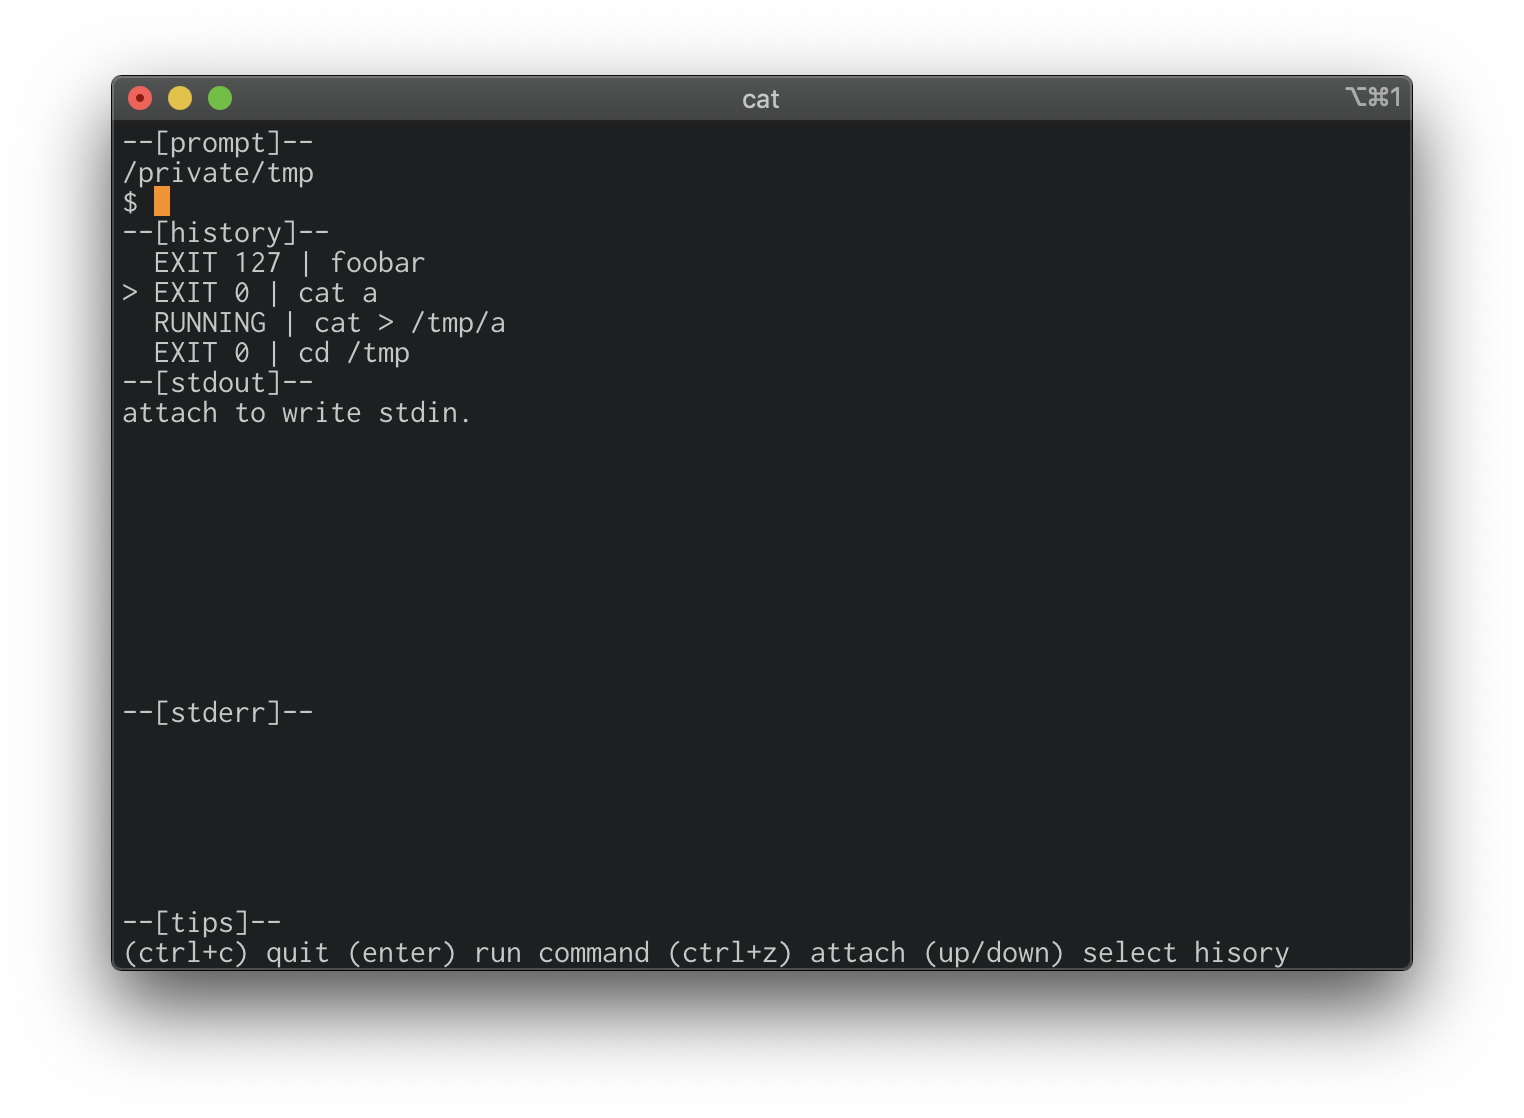 cat
⌥⌘1
--[prompt]--
/private/tmp
$
--[history]--
  EXIT 127 | foobar
> EXIT 0 | cat a
  RUNNING | cat > /tmp/a
  EXIT 0 | cd /tmp
--[stdout]--
attach to write stdin.
--[stderr]--
--[tips]--
(ctrl+c) quit (enter) run command (ctrl+z) attach (up/down) select hisory